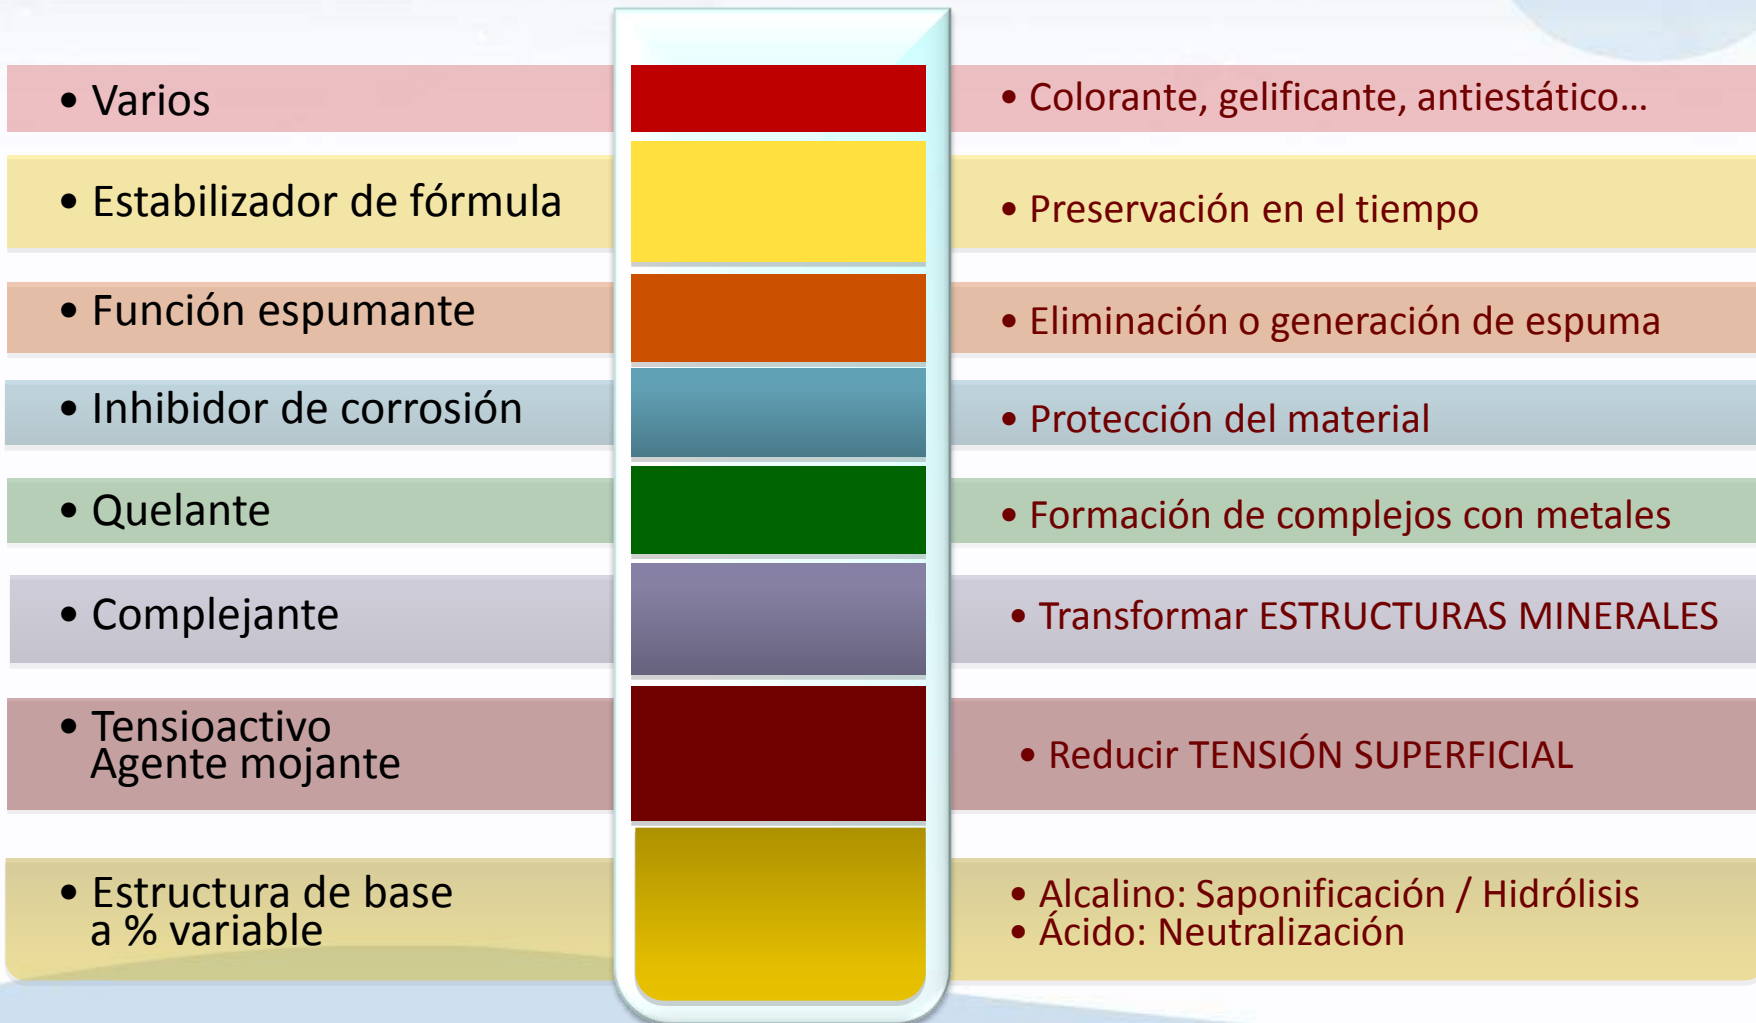 • Varios
• Colorante, gelificante, antiestático...
• Estabilizador de fórmula
• Preservación en el tiempo
• Función espumante
• Eliminación o generación de espuma
• Inhibidor de corrosión
• Protección del material
• Quelante
• Formación de complejos con metales
• Complejante
• Transformar ESTRUCTURAS MINERALES
• Tensioactivo
Agente mojante
• Reducir TENSIÓN SUPERFICIAL
• Estructura de base
a % variable
• Alcalino: Saponificación / Hidrólisis
• Ácido: Neutralización